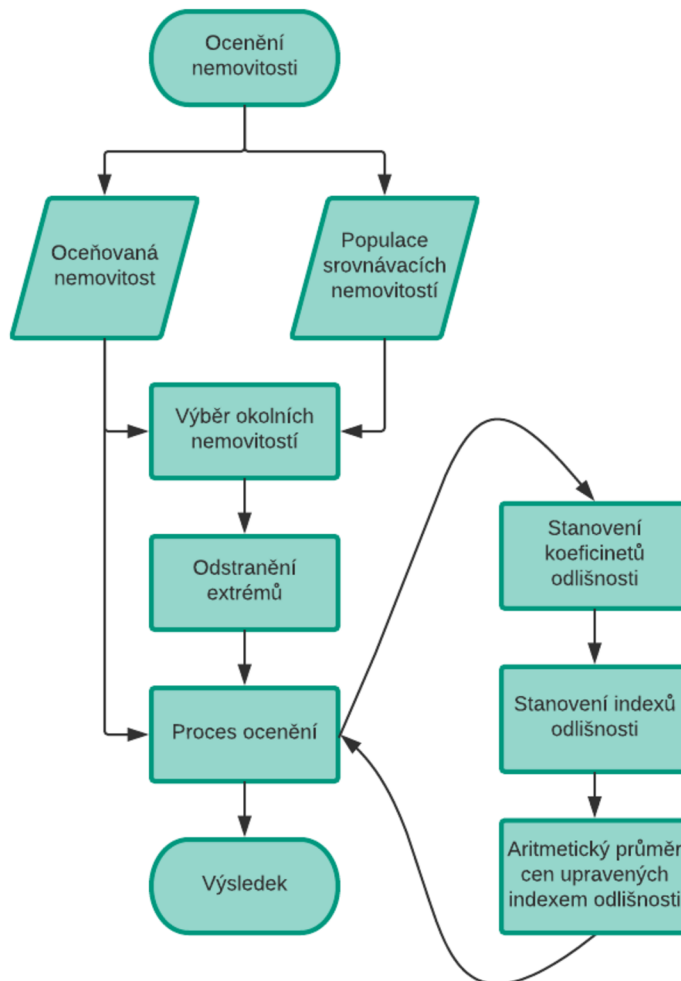 Ocenění
nemovitosti
Oceňovaná
nemovitost
Populace
srovnávacích
nemovitostí
Výběr okolních
nemovitostí
Odstranění
extrémů
Proces ocenění
Výsledek
Stanovení
koeficinetů
odlišnosti
Stanovení indexů
odlišnosti
Aritmetický průměr
cen upravených
indexem odlišnosti